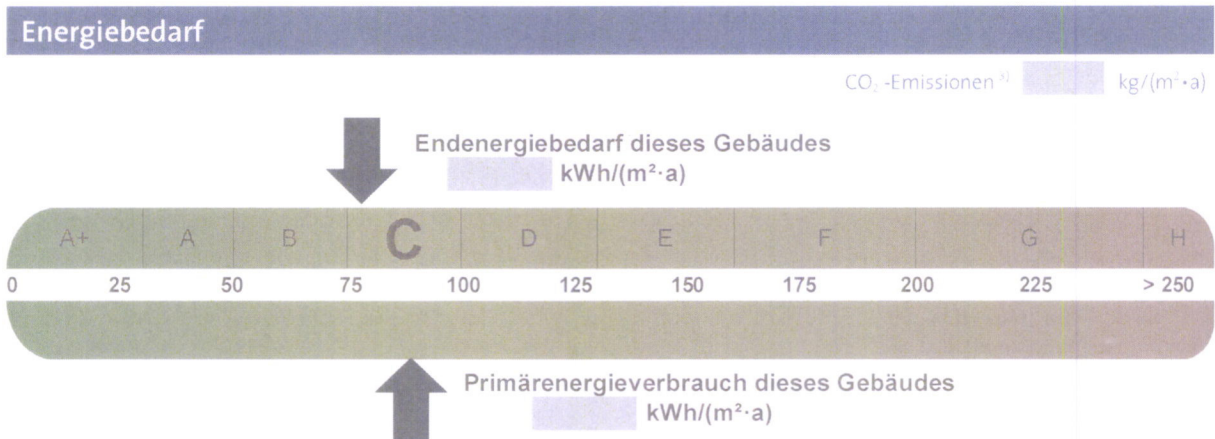 Energiebedarf
CO₂-Emissionen ³⁾ kg/(m²·a)
Endenergiebedarf dieses Gebäudes
kWh/(m²·a)
A+ A B C D E F G H
0 25 50 75 100 125 150 175 200 225 > 250
Primärenergieverbrauch dieses Gebäudes
kWh/(m²·a)